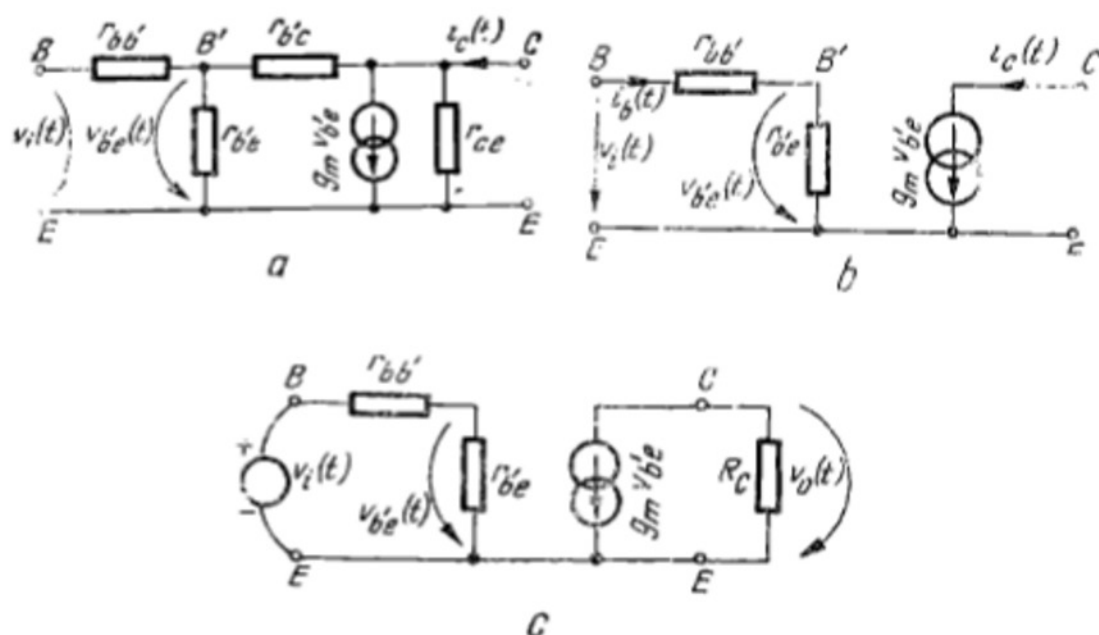 r_bb'
B'
r_b'c
i_c(t)
B
C
v_i(t)
v_b'e(t)
r_b'e
g_m v_b'e
r_ce
E
E
a
B
r_bb'
B'
i_c(t)
C
i_b(t)
v_i(t)
r_b'e
v_b'e(t)
g_m v_b'e
E
E
b
B
r_bb'
C
+
v_i(t)
-
r_b'e
v_b'e(t)
g_m v_b'e
R_C
v_o(t)
E
E
c